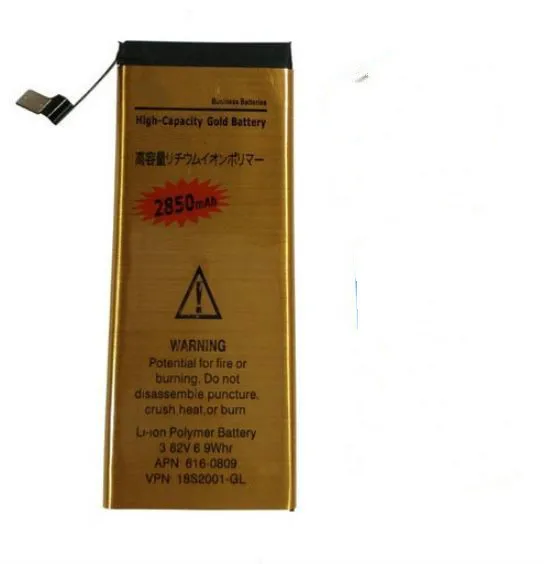 Business Batteries
High-Capacity Gold Battery
高容量リチウムイオンポリマー
2850mAh
WARNING
Potential for fire or
burning. Do not
disassemble puncture,
crush, heat, or burn
Li-ion Polymer Battery
3.82V 6.9Whr
APN 616-0809
VPN 18S2001-GL